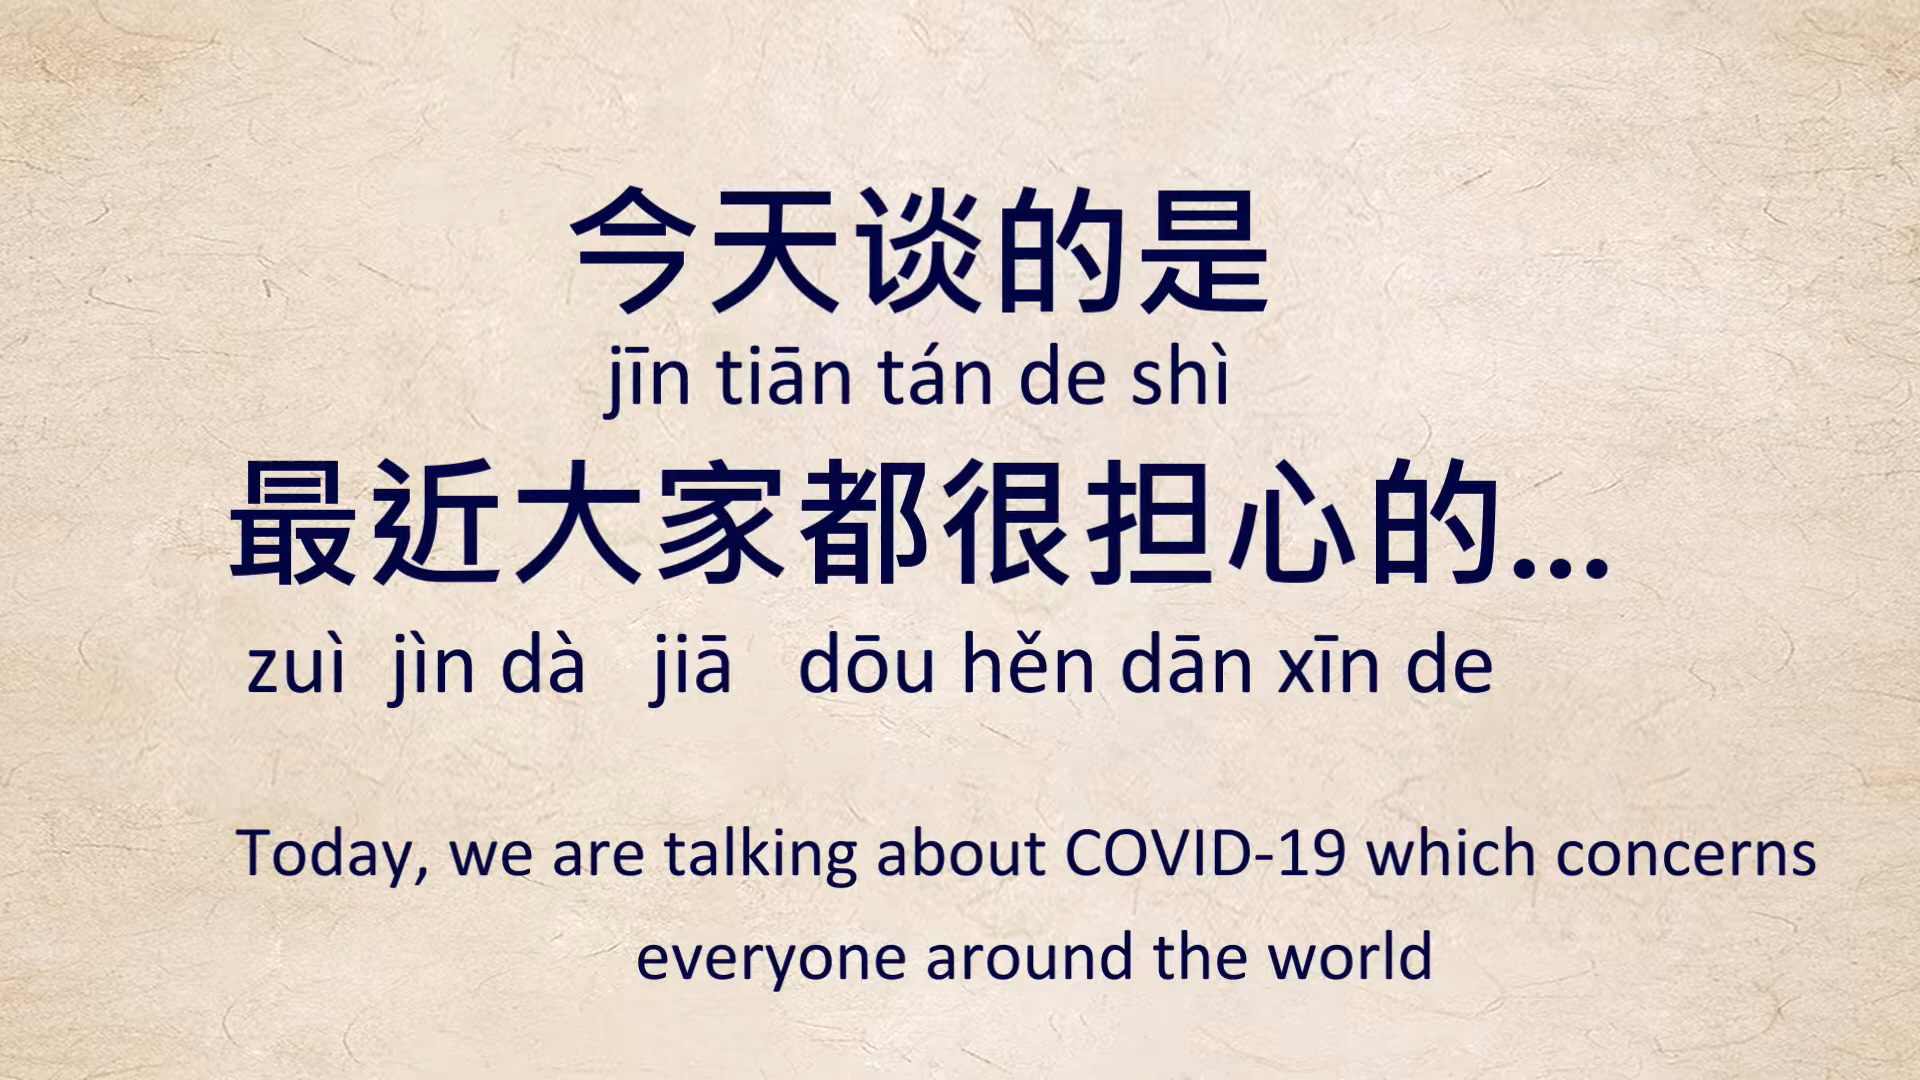 今天谈的是
jīn tiān tán de shì
最近大家都很担心的...
zuì jìn dà jiā dōu hěn dān xīn de
Today, we are talking about COVID-19 which concerns
everyone around the world